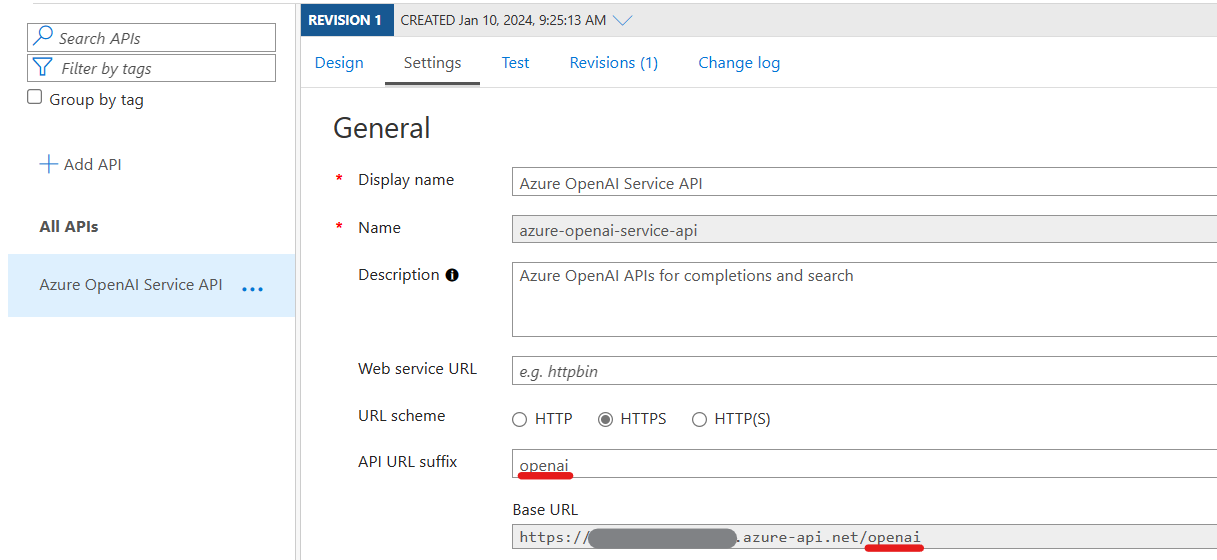 Search APIs
Filter by tags
Group by tag
Add API
All APIs
Azure OpenAI Service API ...
REVISION 1 CREATED Jan 10, 2024, 9:25:13 AM
Design Settings Test Revisions (1) Change log
General
* Display name Azure OpenAI Service API
* Name azure-openai-service-api
Description Azure OpenAI APIs for completions and search
Web service URL e.g. httpbin
URL scheme HTTP HTTPS HTTP(S)
API URL suffix openai
Base URL
https:// .azure-api.net/openai